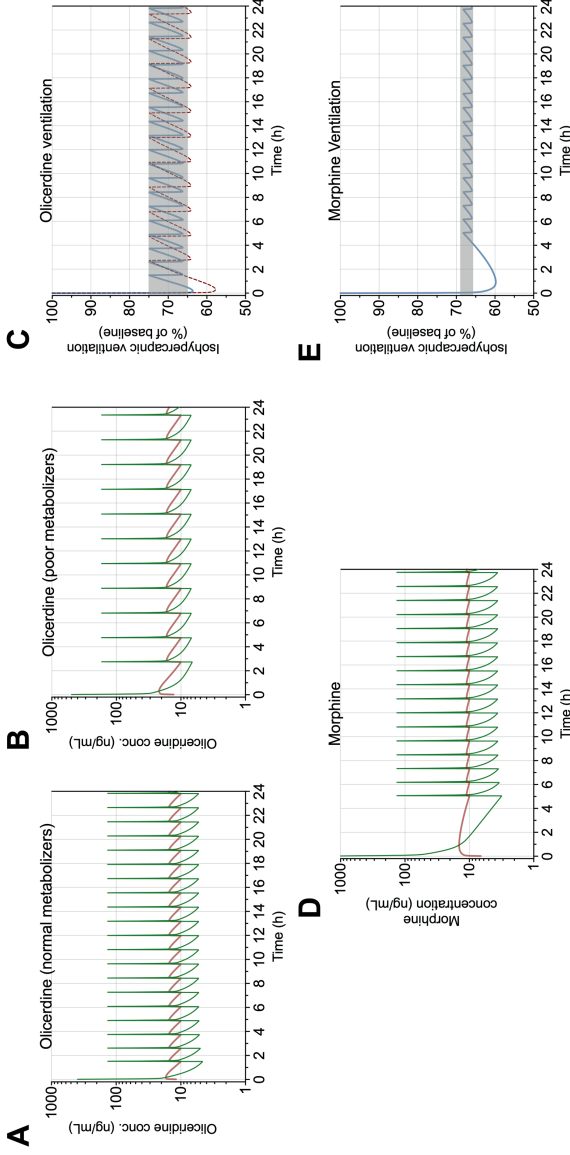 A
Olicerdine (normal metabolizers)
Oliceridine conc. (ng/mL)
1000
100
10
1
0 2 4 6 8 10 12 14 16 18 20 22 24
Time (h)
B
Olicerdine (poor metabolizers)
Oliceridine conc. (ng/mL)
1000
100
10
1
0 2 4 6 8 10 12 14 16 18 20 22 24
Time (h)
C
Olicerdine ventilation
Isohypercapnic ventilation
(% of baseline)
100
90
80
70
60
50
0 2 4 6 8 10 12 14 16 18 20 22 24
Time (h)
D
Morphine
Morphine
concentration (ng/mL)
1000
100
10
1
0 2 4 6 8 10 12 14 16 18 20 22 24
Time (h)
E
Morphine Ventilation
Isohypercapnic ventilation
(% of baseline)
100
90
80
70
60
50
0 2 4 6 8 10 12 14 16 18 20 22 24
Time (h)